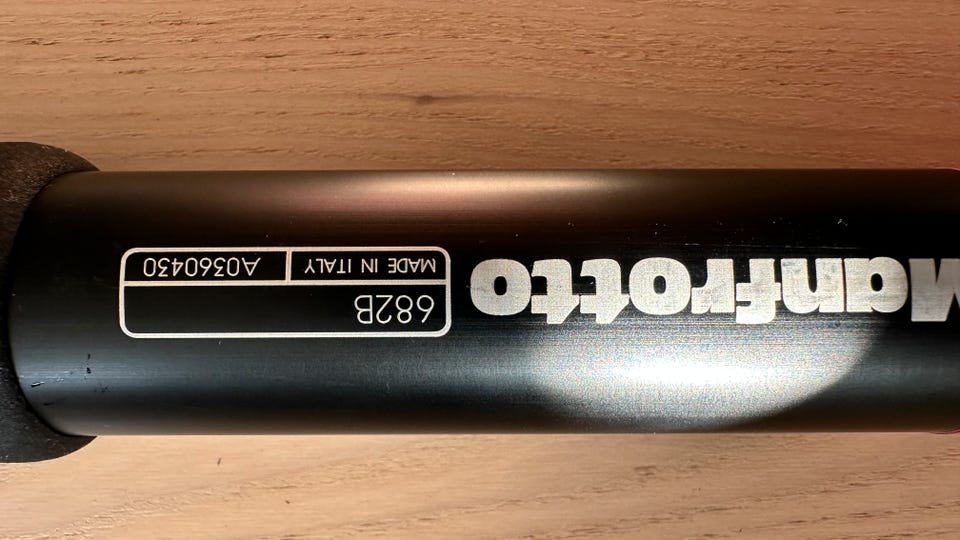 Manfrotto
682B
MADE IN ITALY
A0360430